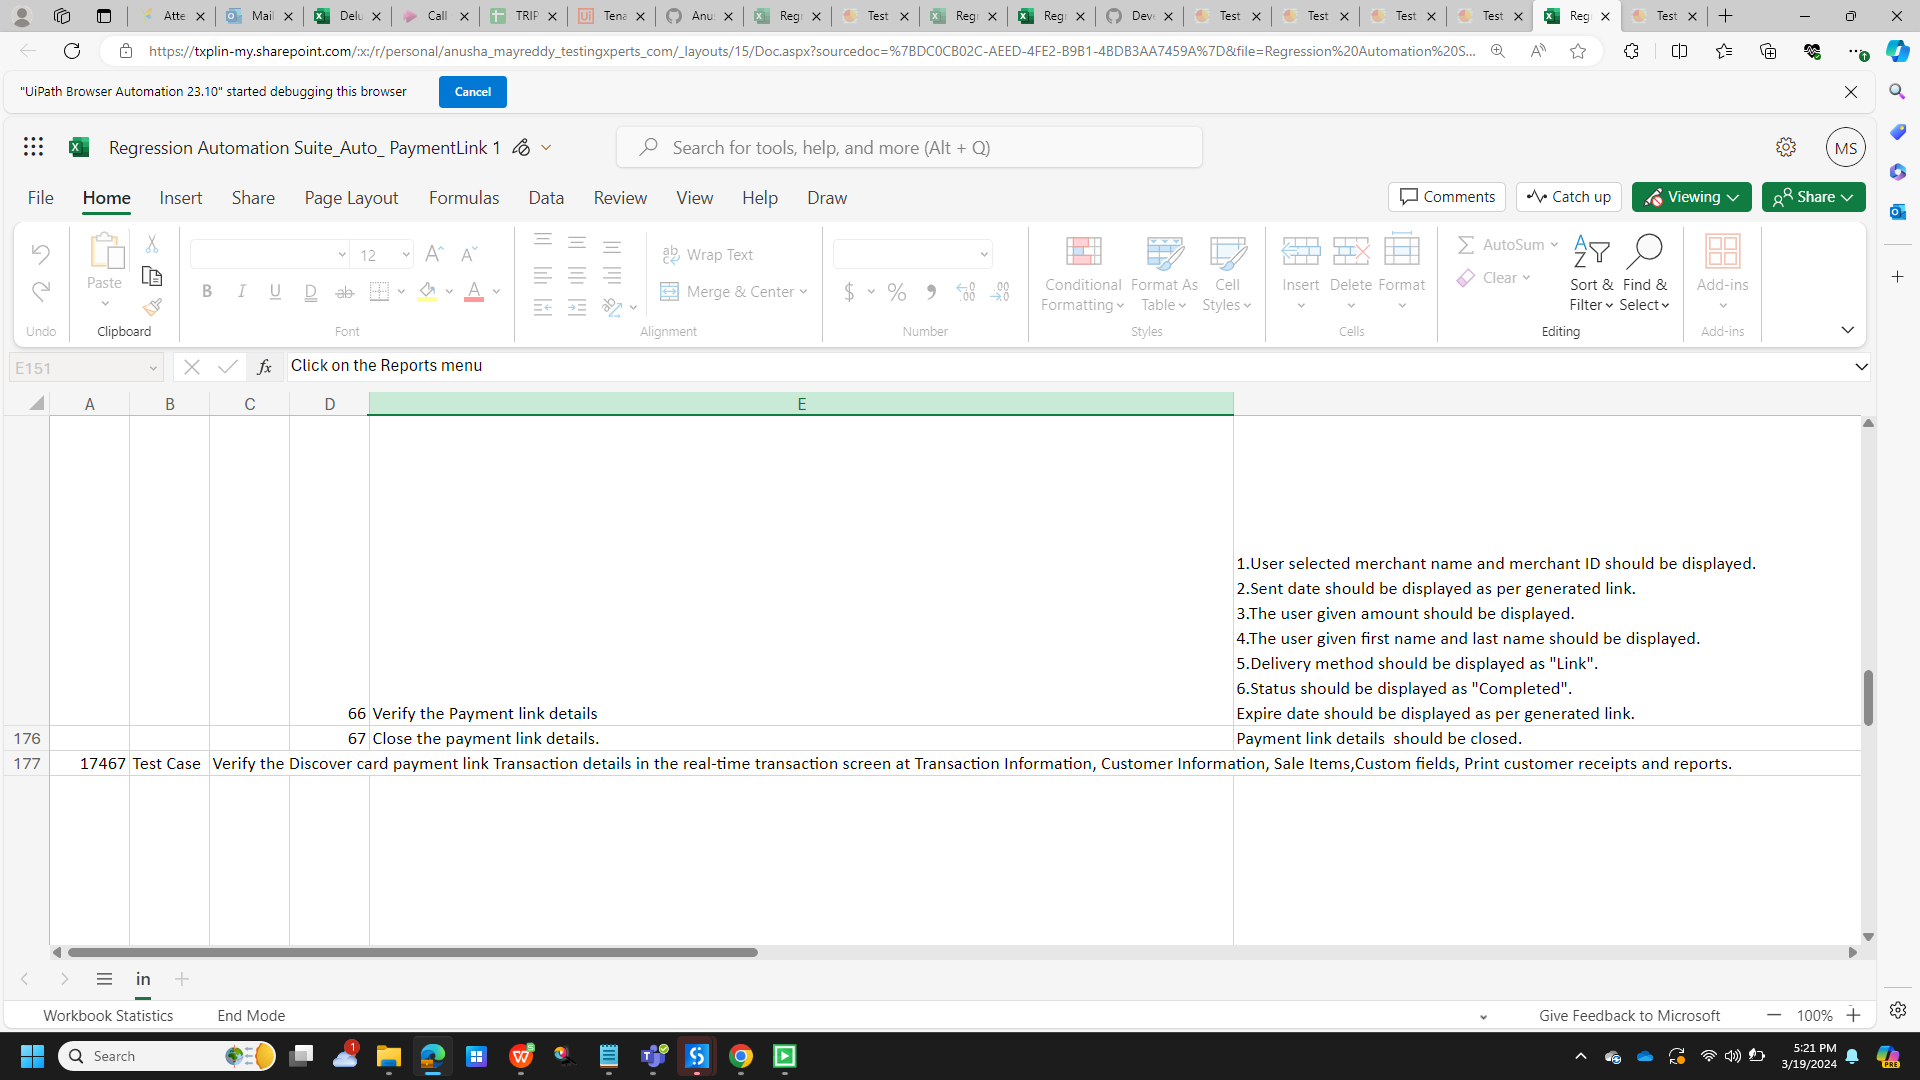 Atte
Mail
Delu
Call
TRIP
Tena
Anu
Regr
Test
Regr
Regr
Deve
Test
Test
Test
Test
Reg
Test
https://txplin-my.sharepoint.com/:x:/r/personal/anusha_mayreddy_testingxperts_com/_layouts/15/Doc.aspx?sourcedoc=%7BDC0CB02C-AEED-4FE2-B9B1-4BDB3AA7459A%7D&file=Regression%20Automation%20S...
"UiPath Browser Automation 23.10" started debugging this browser
Cancel
Regression Automation Suite_Auto_ PaymentLink 1
Search for tools, help, and more (Alt + Q)
MS
File Home Insert Share Page Layout Formulas Data Review View Help Draw
Comments
Catch up
Viewing
Share
Paste
12
Wrap Text
Merge & Center
Conditional Formatting
Format As Table
Cell Styles
Insert
Delete
Format
AutoSum
Clear
Sort & Filter
Find & Select
Add-ins
Undo Clipboard Font Alignment Number Styles Cells Editing Add-ins
E151
fx
Click on the Reports menu
A B C D E
1.User selected merchant name and merchant ID should be displayed.
2.Sent date should be displayed as per generated link.
3.The user given amount should be displayed.
4.The user given first name and last name should be displayed.
5.Delivery method should be displayed as "Link".
6.Status should be displayed as "Completed".
66 Verify the Payment link details Expire date should be displayed as per generated link.
176 67 Close the payment link details. Payment link details  should be closed.
177 17467 Test Case Verify the Discover card payment link Transaction details in the real-time transaction screen at Transaction Information, Customer Information, Sale Items,Custom fields, Print customer receipts and reports.
in
Workbook Statistics
End Mode
Give Feedback to Microsoft
100%
Search
1
5:21 PM
3/19/2024
PRE